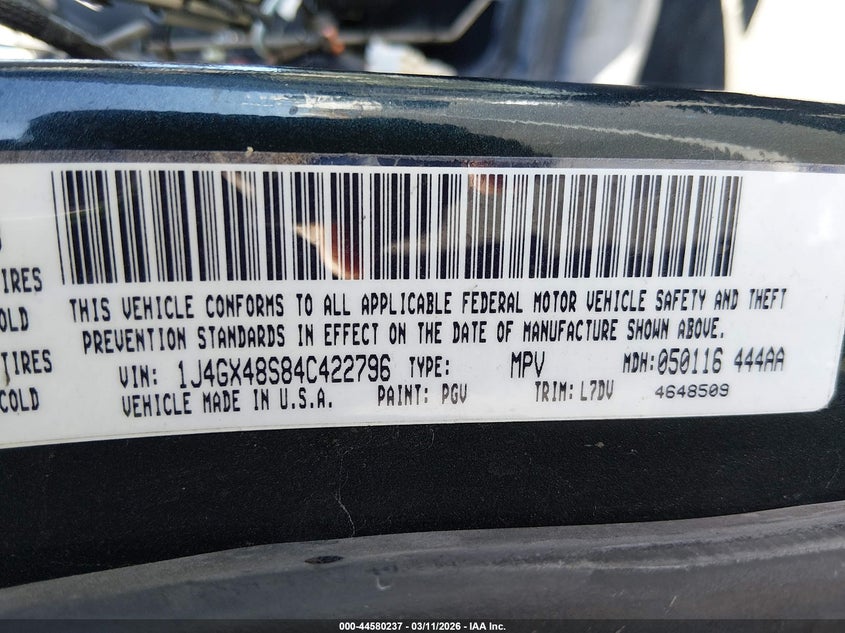 TIRES
COLD
TIRES
COLD
THIS VEHICLE CONFORMS TO ALL APPLICABLE FEDERAL MOTOR VEHICLE SAFETY AND THEFT
PREVENTION STANDARDS IN EFFECT ON THE DATE OF MANUFACTURE SHOWN ABOVE.
VIN: 1J4GX48S84C422796 TYPE: MPV MDH:050116 444AA
VEHICLE MADE IN U.S.A. PAINT: PGV TRIM: L7DV 4648509
000-44580237 - 03/11/2026 - IAA Inc.